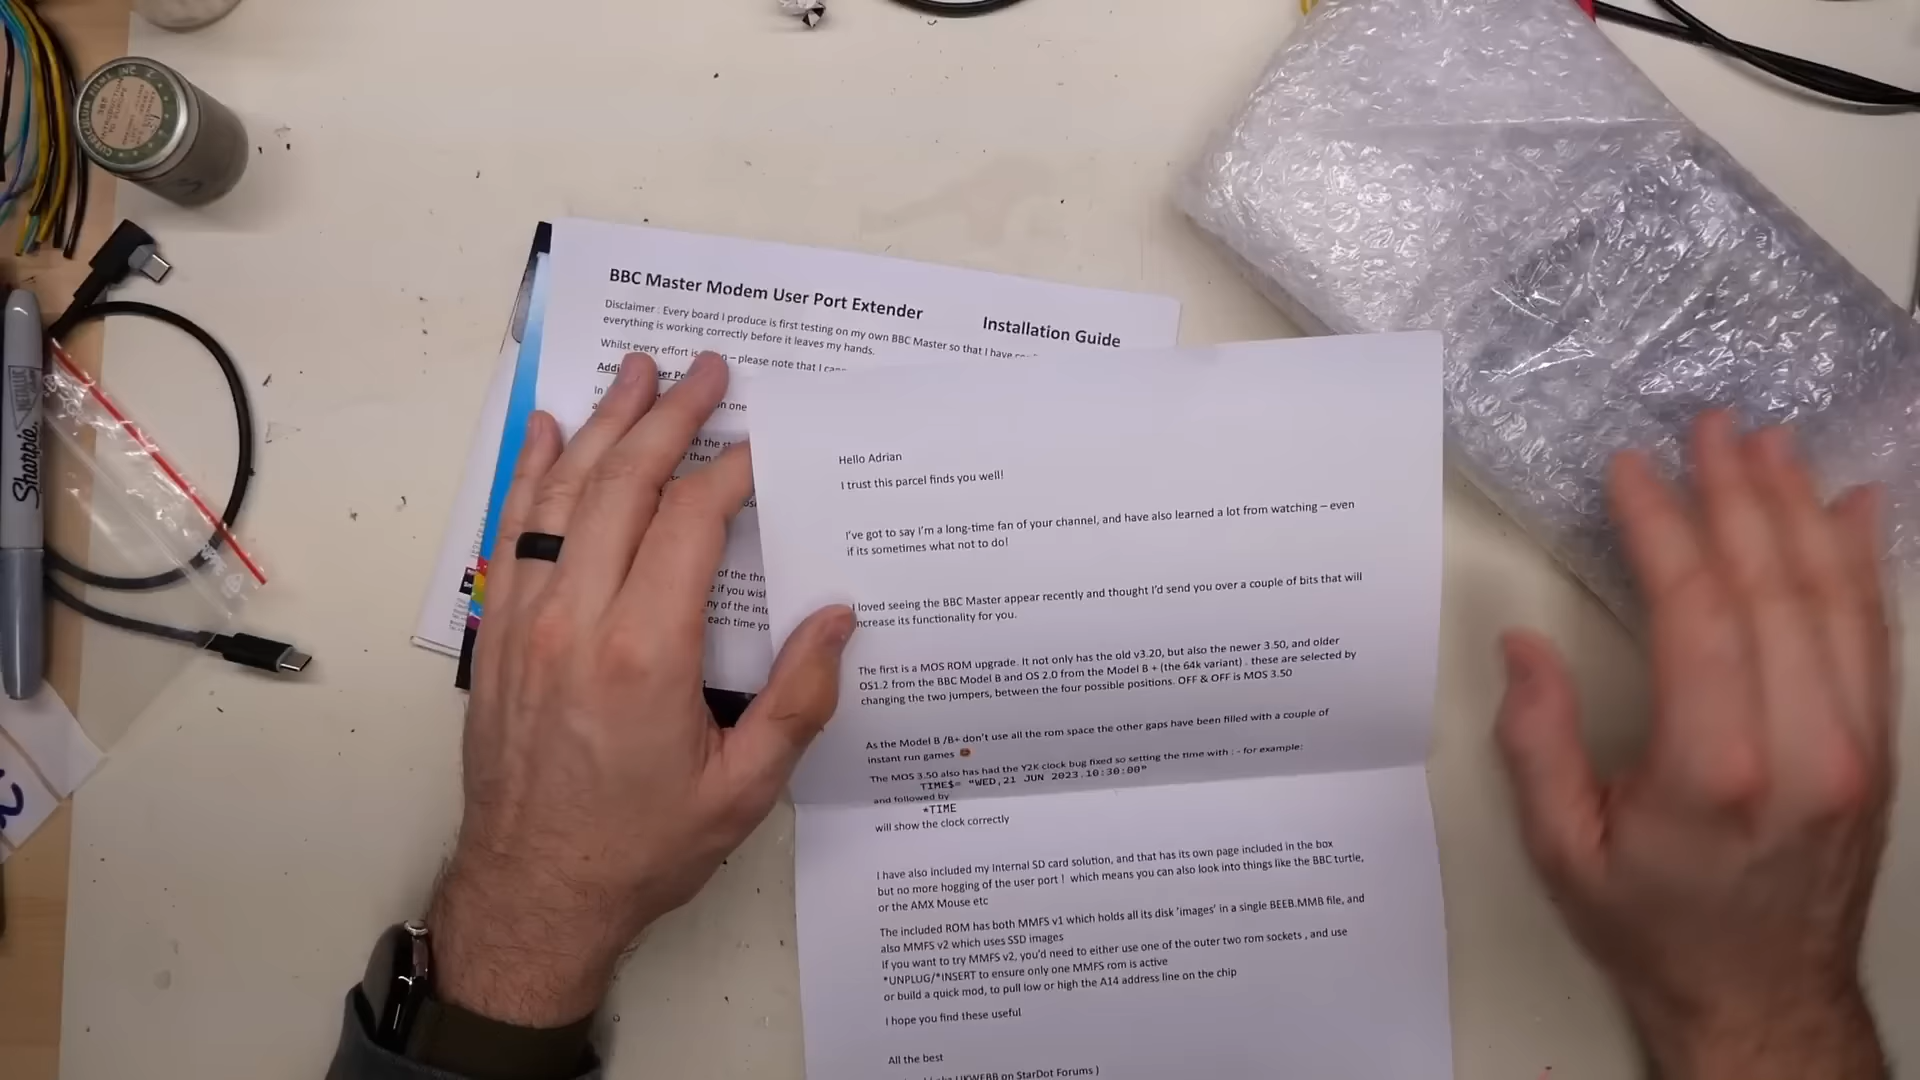 BBC Master Modem User Port Extender
Installation Guide
Disclaimer : Every board I produce is first testing on my own BBC Master so that I have
everything is working correctly before it leaves my hands.
Whilst every effort is – please note that I
in one
than
of the
if you
ny of the
each time
Sharpie.
Hello Adrian
I trust this parcel finds you well!
I've got to say I'm a long-time fan of your channel, and have also learned a lot from watching – even
if its sometimes what not to do!
I loved seeing the BBC Master appear recently and thought I'd send you over a couple of bits that will
increase its functionality for you.
The first is a MOS ROM upgrade. It not only has the old v3.20, but also the newer 3.50, and older
OS1.2 from the BBC Model B and OS 2.0 from the Model B + (the 64k variant) . these are selected by
changing the two jumpers, between the four possible positions. OFF & OFF is MOS 3.50
As the Model B /B+ don't use all the rom space the other gaps have been filled with a couple of
instant run games
The MOS 3.50 also has had the Y2K clock bug fixed so setting the time with : - for example:
TIME$= "WED,21 JUN 2023.10:30:00"
and followed by
*TIME
will show the clock correctly
I have also included my Internal SD card solution, and that has its own page included in the box
but no more hogging of the user port ! which means you can also look into things like the BBC turtle,
or the AMX Mouse etc
The included ROM has both MMFS v1 which holds all its disk 'images' in a single BEEB.MMB file, and
also MMFS v2 which uses SSD images
If you want to try MMFS v2, you'd need to either use one of the outer two rom sockets , and use
*UNPLUG/*INSERT to ensure only one MMFS rom is active
or build a quick mod, to pull low or high the A14 address line on the chip
I hope you find these useful
All the best
UKWEBB on StarDot Forums )